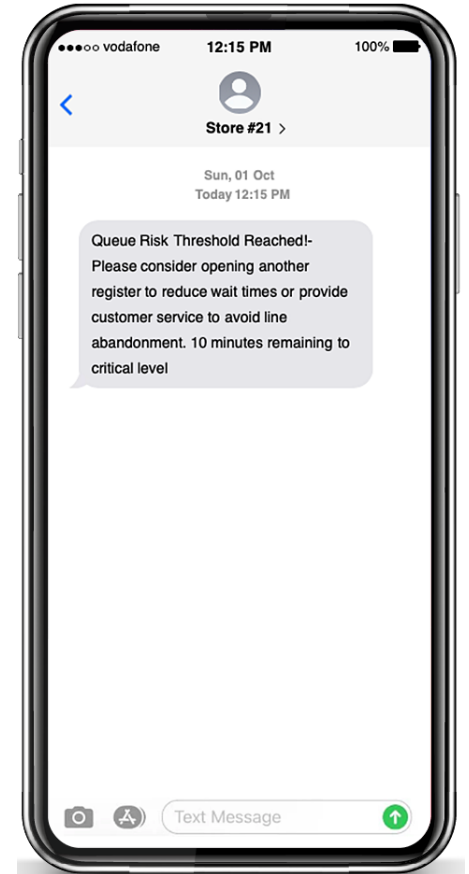 vodafone 12:15 PM 100%
Store #21 >
Sun, 01 Oct
Today 12:15 PM
Queue Risk Threshold Reached!-
Please consider opening another
register to reduce wait times or provide
customer service to avoid line
abandonment. 10 minutes remaining to
critical level
Text Message